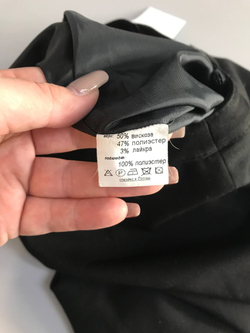 50% вискоза
47% полиэстер
3% лайкра
100% полиэстер